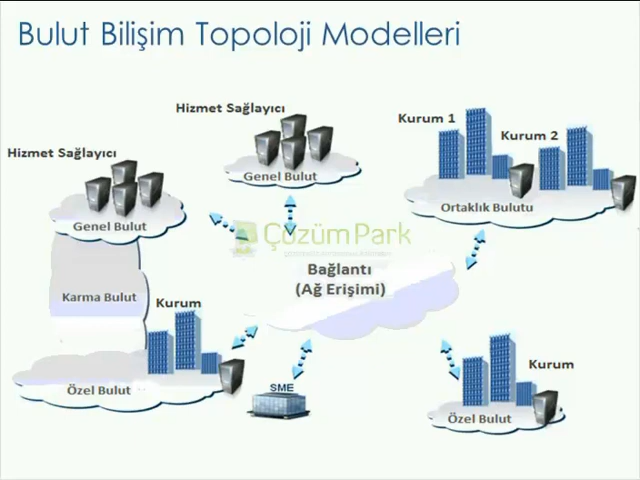 Bulut Bilişim Topoloji Modelleri
Hizmet Sağlayıcı
Kurum 1
Kurum 2
Hizmet Sağlayıcı
Genel Bulut
Ortaklık Bulutu
Genel Bulut
ÇözümPark
Bağlantı
(Ağ Erişimi)
Karma Bulut
Kurum
Kurum
SME
Özel Bulut
Özel Bulut